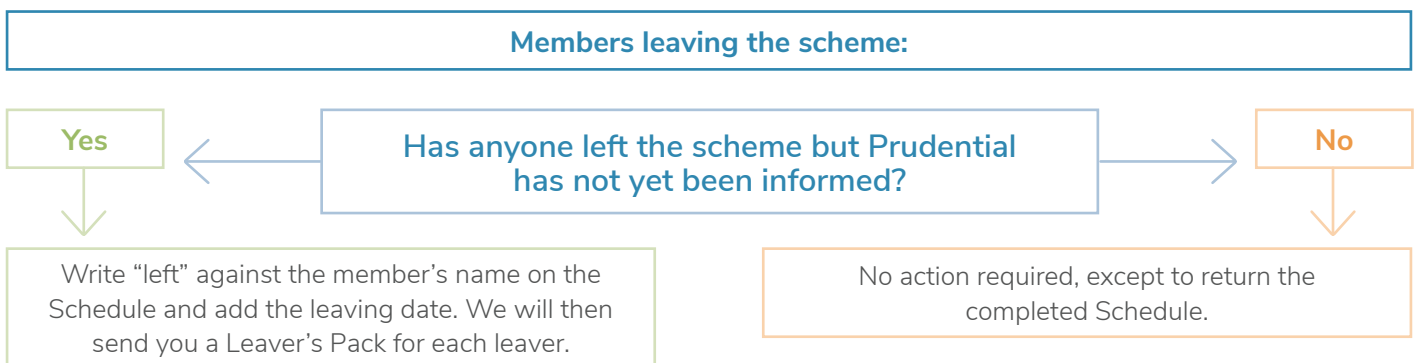 Members leaving the scheme:
Yes
Has anyone left the scheme but Prudential
has not yet been informed?
No
Write “left” against the member’s name on the
Schedule and add the leaving date. We will then
send you a Leaver’s Pack for each leaver.
No action required, except to return the
completed Schedule.